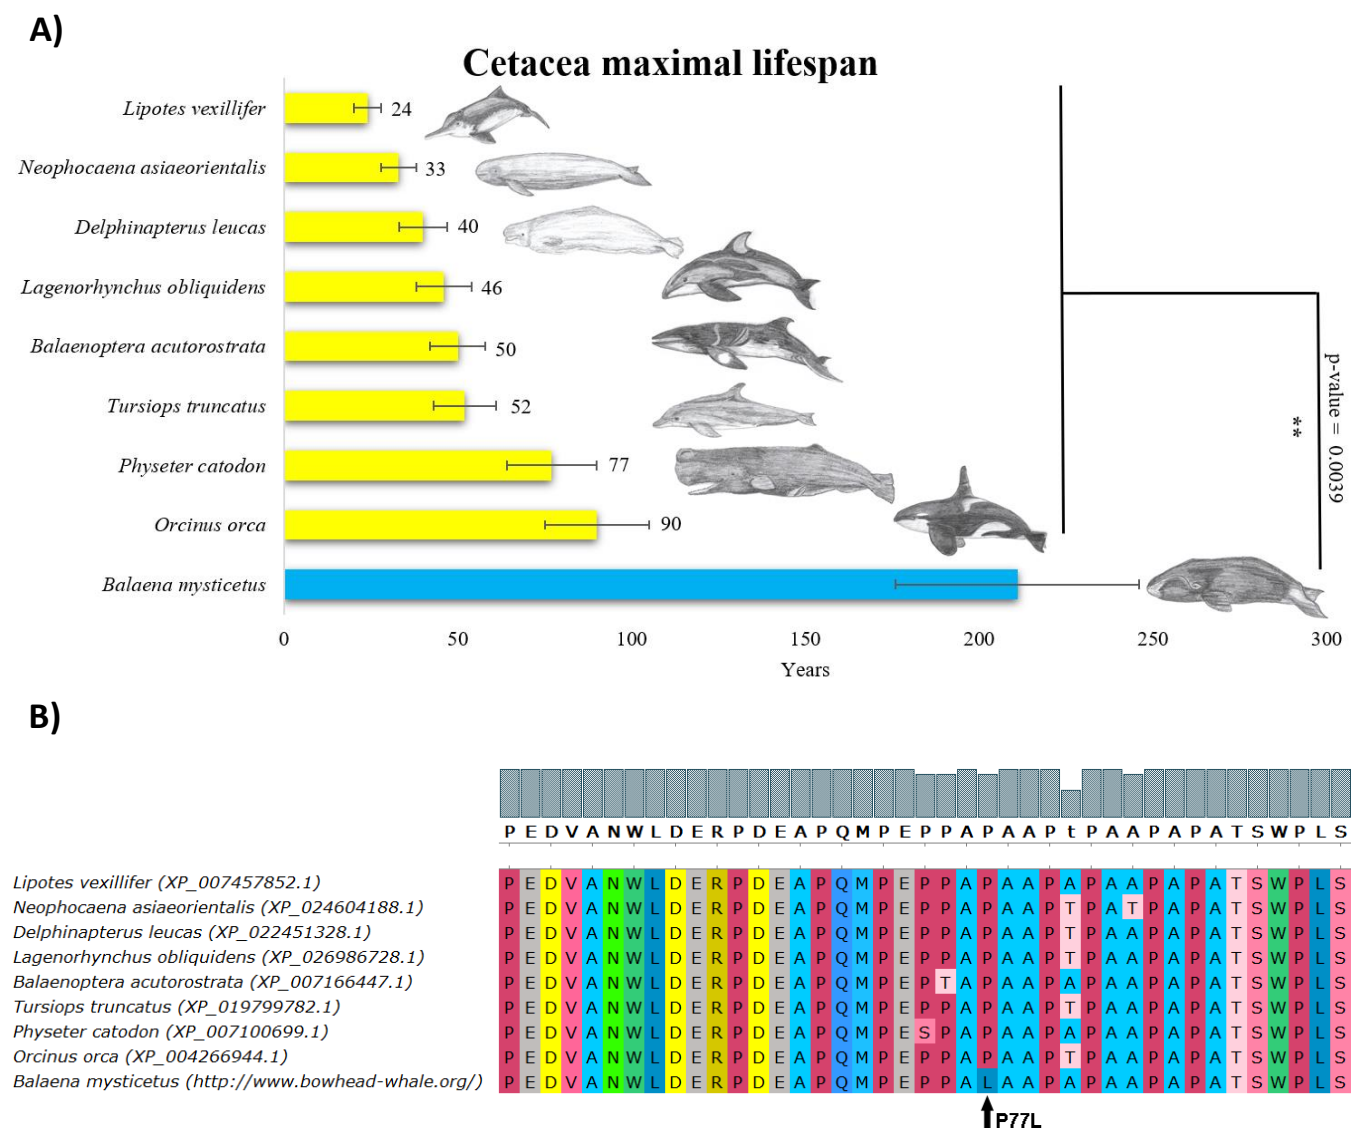 A)
Cetacea maximal lifespan
Lipotes vexillifer 24
Neophocaena asiaeorientalis 33
Delphinapterus leucas 40
Lagenorhynchus obliquidens 46
Balaenoptera acutorostrata 50
Tursiops truncatus 52
Physeter catodon 77
Orcinus orca 90
Balaena mysticetus
p-value = 0.0039
**
0 50 100 150 200 250 300
Years
B)
P E D V A N W L D E R P D E A P Q M P E P P A P A A P t P A A P A P A T S W P L S
Lipotes vexillifer (XP_007457852.1) P E D V A N W L D E R P D E A P Q M P E P P A P A A P A P A A P A P A T S W P L S
Neophocaena asiaeorientalis (XP_024604188.1) P E D V A N W L D E R P D E A P Q M P E P P A P A A P T P A T P A P A T S W P L S
Delphinapterus leucas (XP_022451328.1) P E D V A N W L D E R P D E A P Q M P E P P A P A A P T P A A P A P A T S W P L S
Lagenorhynchus obliquidens (XP_026986728.1) P E D V A N W L D E R P D E A P Q M P E P P A P A A P T P A A P A P A T S W P L S
Balaenoptera acutorostrata (XP_007166447.1) P E D V A N W L D E R P D E A P Q M P E P T A P A A P A P A A P A P A T S W P L S
Tursiops truncatus (XP_019799782.1) P E D V A N W L D E R P D E A P Q M P E P P A P A A P T P A A P A P A T S W P L S
Physeter catodon (XP_007100699.1) P E D V A N W L D E R P D E A P Q M P E S P A P A A P A P A A P A P A T S W P L S
Orcinus orca (XP_004266944.1) P E D V A N W L D E R P D E A P Q M P E P P A P A A P T P A A P A P A T S W P L S
Balaena mysticetus (http://www.bowhead-whale.org/) P E D V A N W L D E R P D E A P Q M P E P P A L A A P A P A A P A P A T S W P L S
P77L